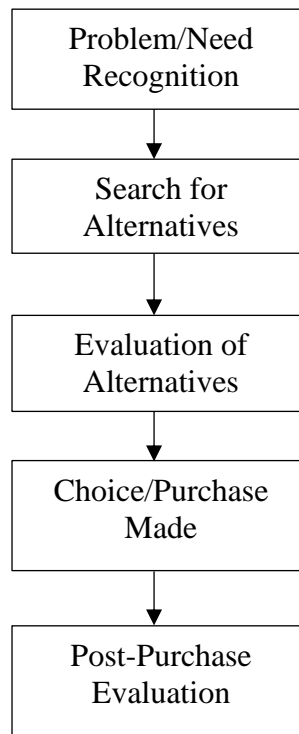 Problem/Need
Recognition
Search for
Alternatives
Evaluation of
Alternatives
Choice/Purchase
Made
Post-Purchase
Evaluation